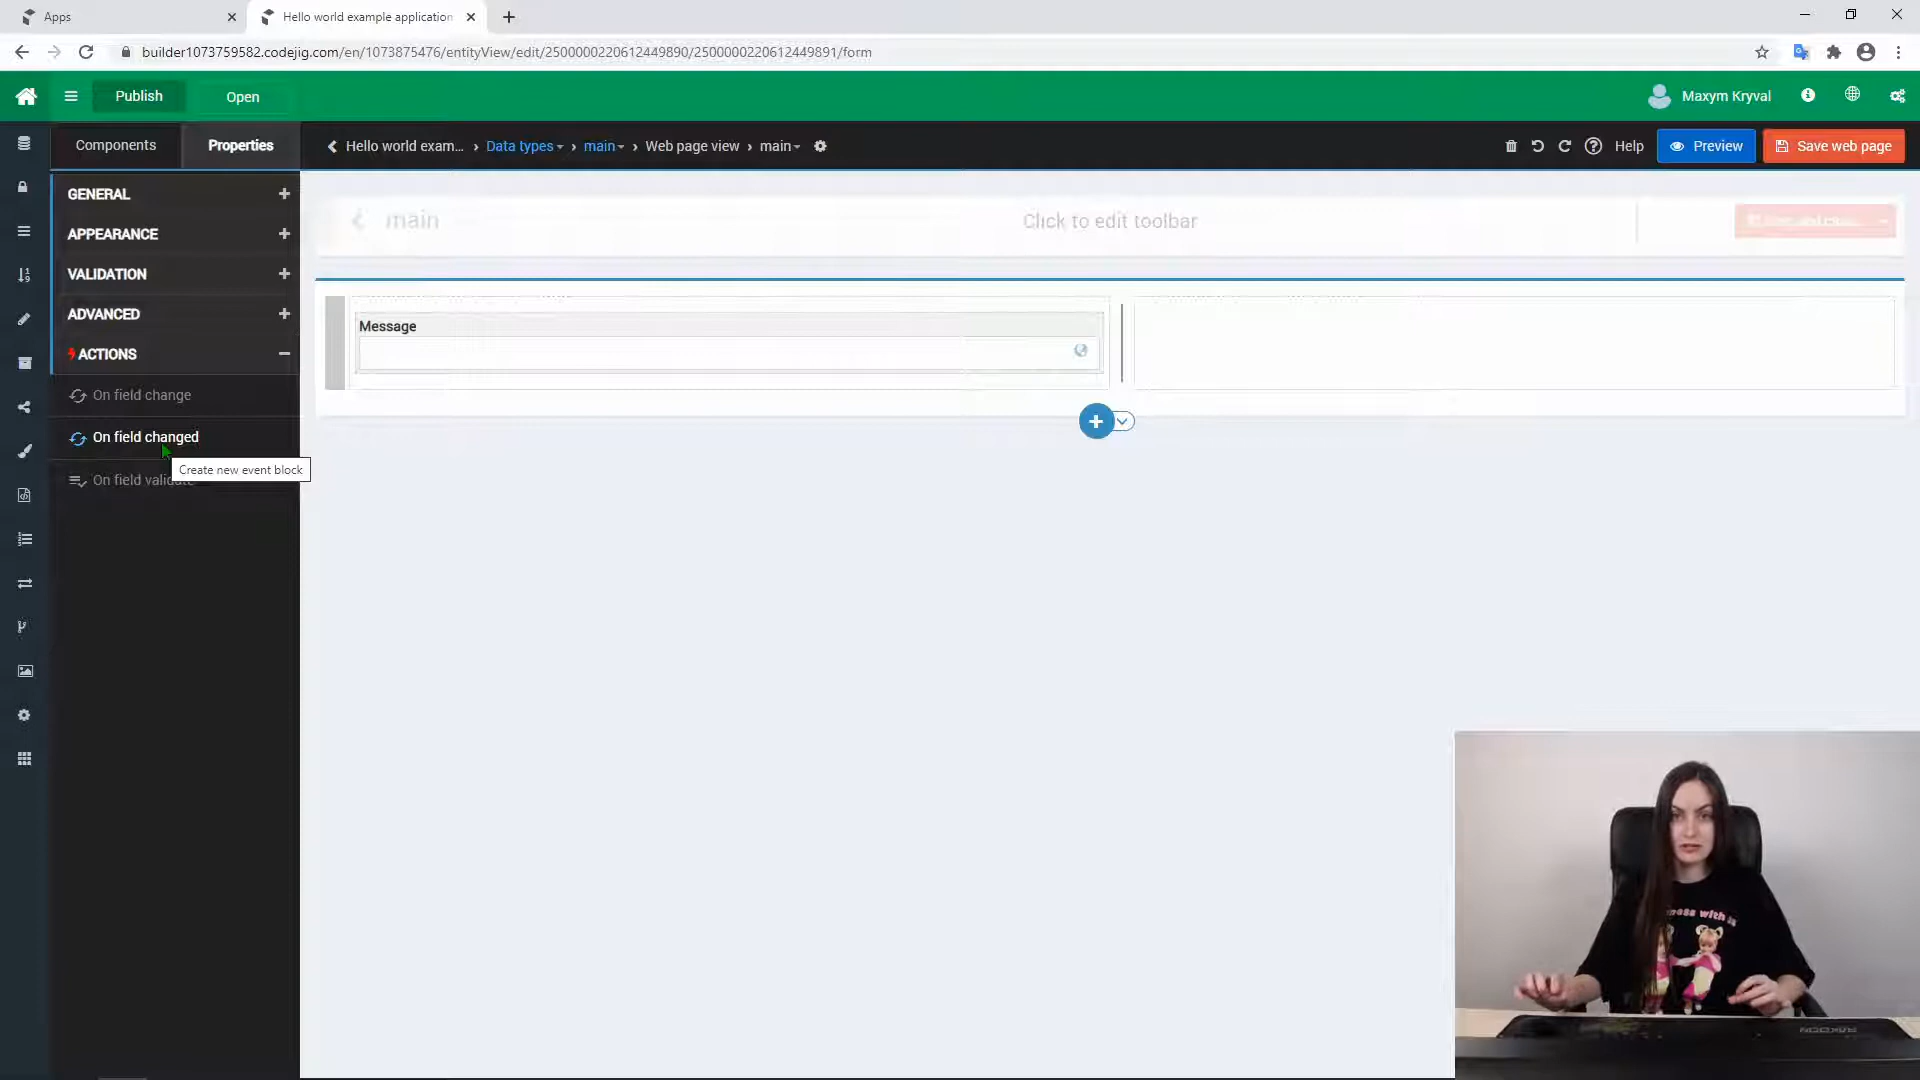 Apps
Hello world example application
builder1073759582.codejig.com/en/1073875476/entityView/edit/2500000220612449890/2500000220612449891/form
Publish
Open
Maxym Kryval
Components
Properties
Hello world exam... › Data types › main › Web page view › main
Help
Preview
Save web page
GENERAL
APPEARANCE
VALIDATION
ADVANCED
ACTIONS
On field change
On field changed
Create new event block
On field validate
main
Click to edit toolbar
Message